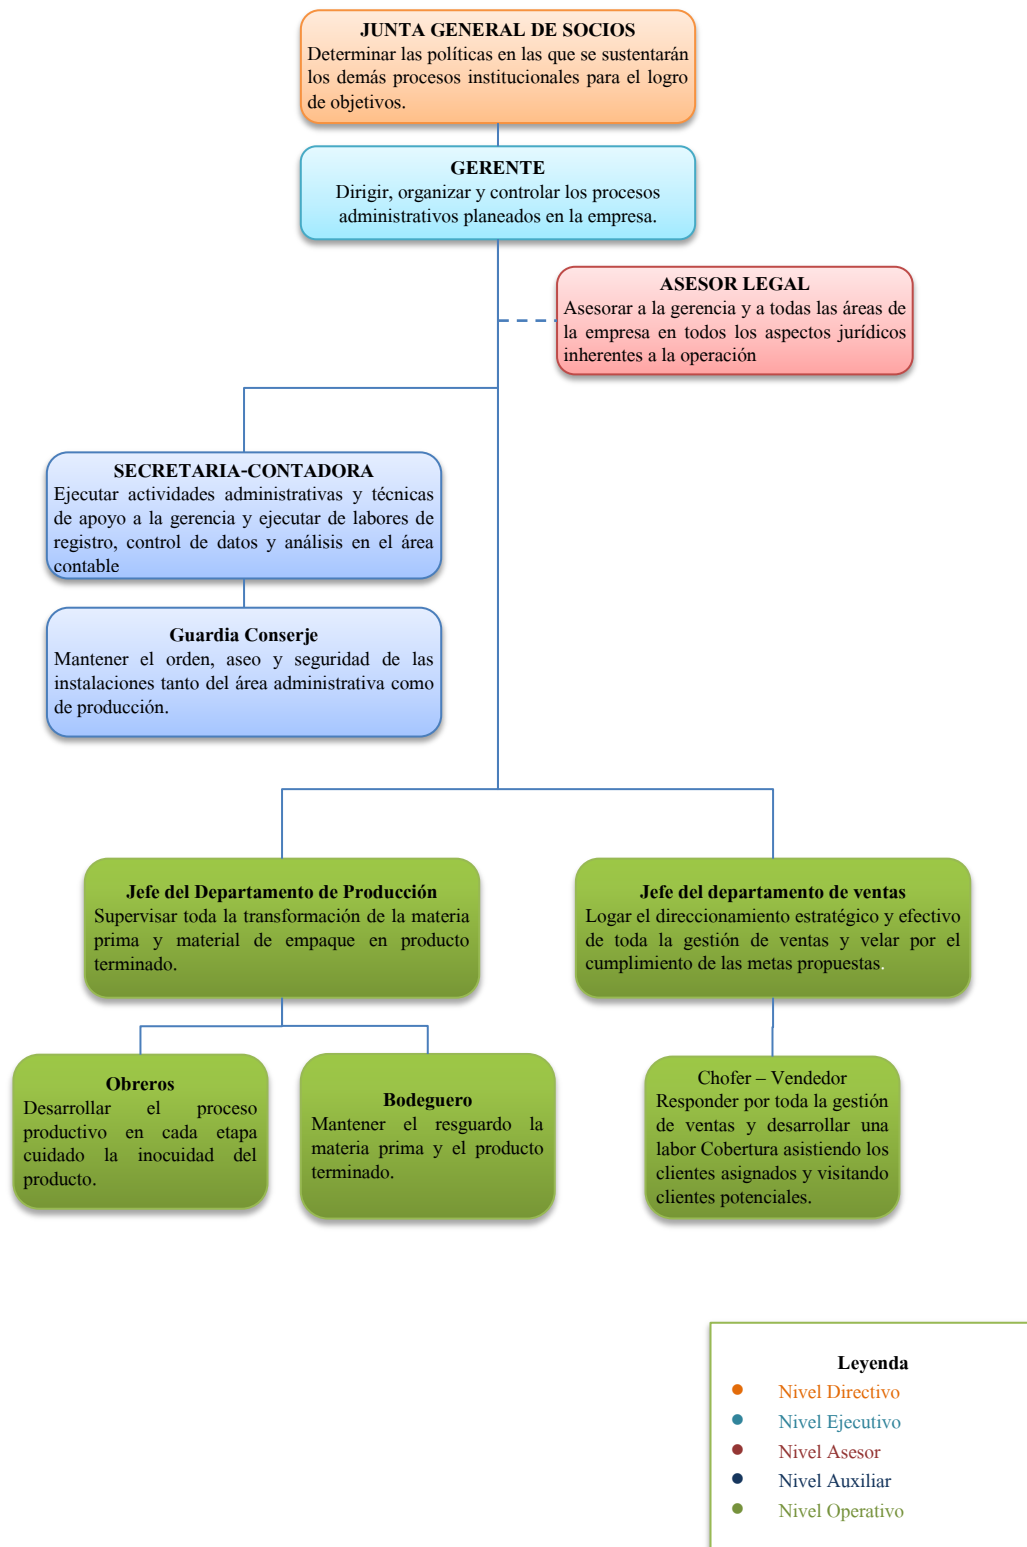 JUNTA GENERAL DE SOCIOS
Determinar las políticas en las que se sustentarán
los demás procesos institucionales para el logro
de objetivos.
GERENTE
Dirigir, organizar y controlar los procesos
administrativos planeados en la empresa.
ASESOR LEGAL
Asesorar a la gerencia y a todas las áreas de
la empresa en todos los aspectos jurídicos
inherentes a la operación
SECRETARIA-CONTADORA
Ejecutar actividades administrativas y técnicas
de apoyo a la gerencia y ejecutar de labores de
registro, control de datos y análisis en el área
contable
Guardia Conserje
Mantener el orden, aseo y seguridad de las
instalaciones tanto del área administrativa como
de producción.
Jefe del Departamento de Producción
Supervisar toda la transformación de la materia
prima y material de empaque en producto
terminado.
Jefe del departamento de ventas
Logar el direccionamiento estratégico y efectivo
de toda la gestión de ventas y velar por el
cumplimiento de las metas propuestas.
Obreros
Desarrollar el proceso
productivo en cada etapa
cuidado la inocuidad del
producto.
Bodeguero
Mantener el resguardo la
materia prima y el producto
terminado.
Chofer – Vendedor
Responder por toda la gestión
de ventas y desarrollar una
labor Cobertura asistiendo los
clientes asignados y visitando
clientes potenciales.
Leyenda
• Nivel Directivo
• Nivel Ejecutivo
• Nivel Asesor
• Nivel Auxiliar
• Nivel Operativo